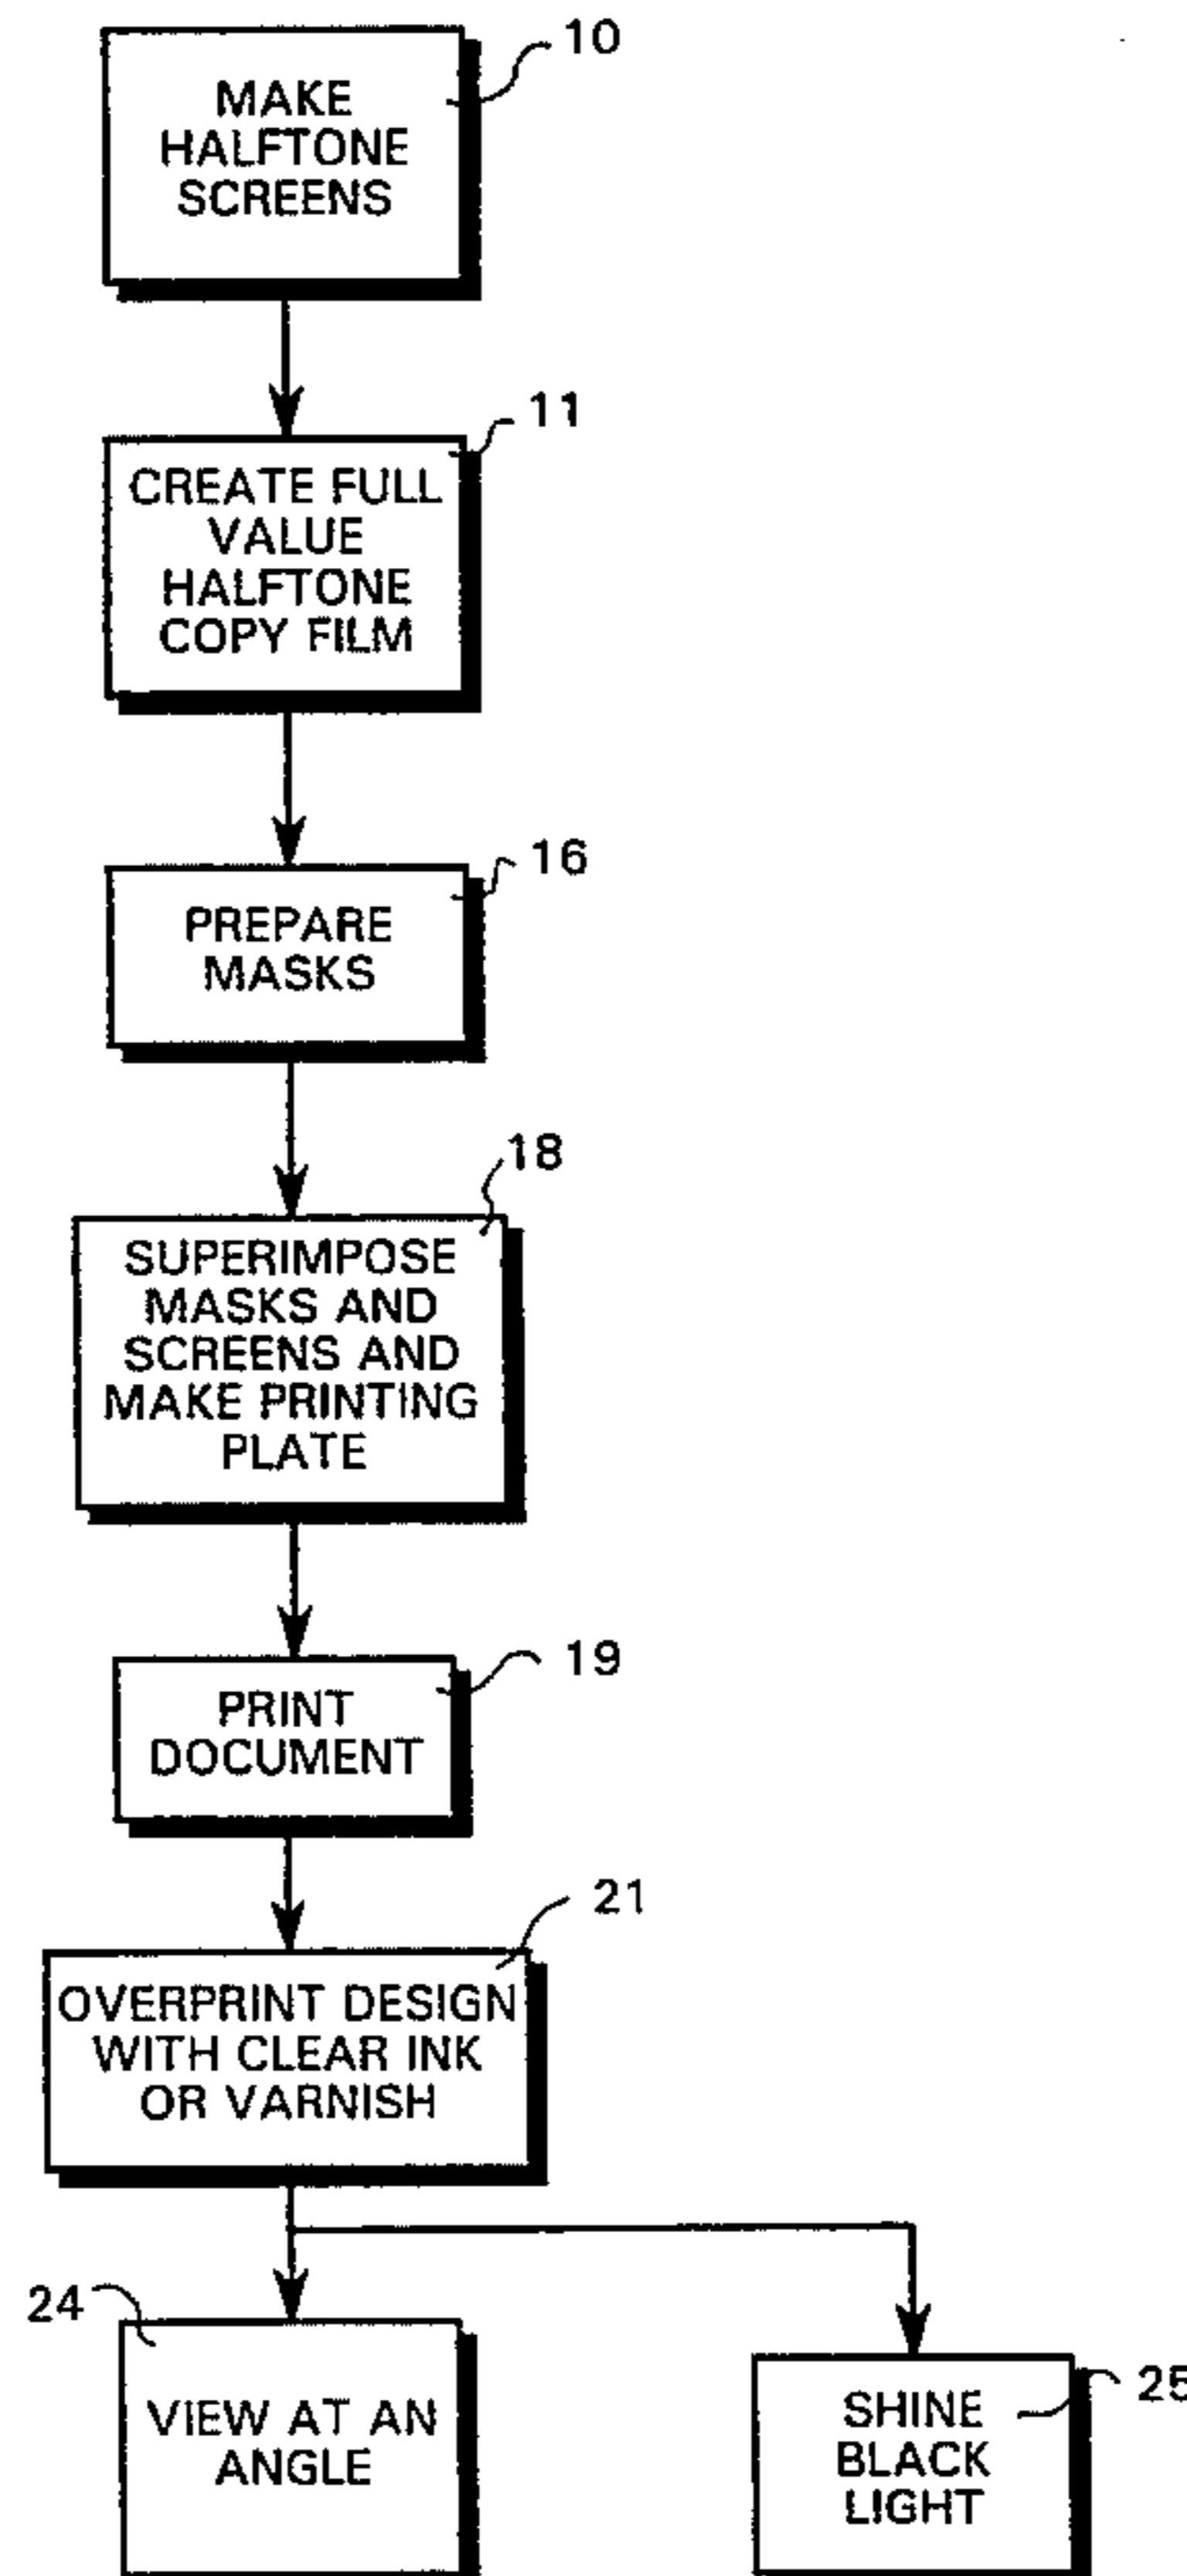 10
MAKE
HALFTONE
SCREENS
11
CREATE FULL
VALUE
HALFTONE
COPY FILM
16
PREPARE
MASKS
18
SUPERIMPOSE
MASKS AND
SCREENS AND
MAKE PRINTING
PLATE
19
PRINT
DOCUMENT
21
OVERPRINT DESIGN
WITH CLEAR INK
OR VARNISH
24
VIEW AT AN
ANGLE
25
SHINE
BLACK
LIGHT